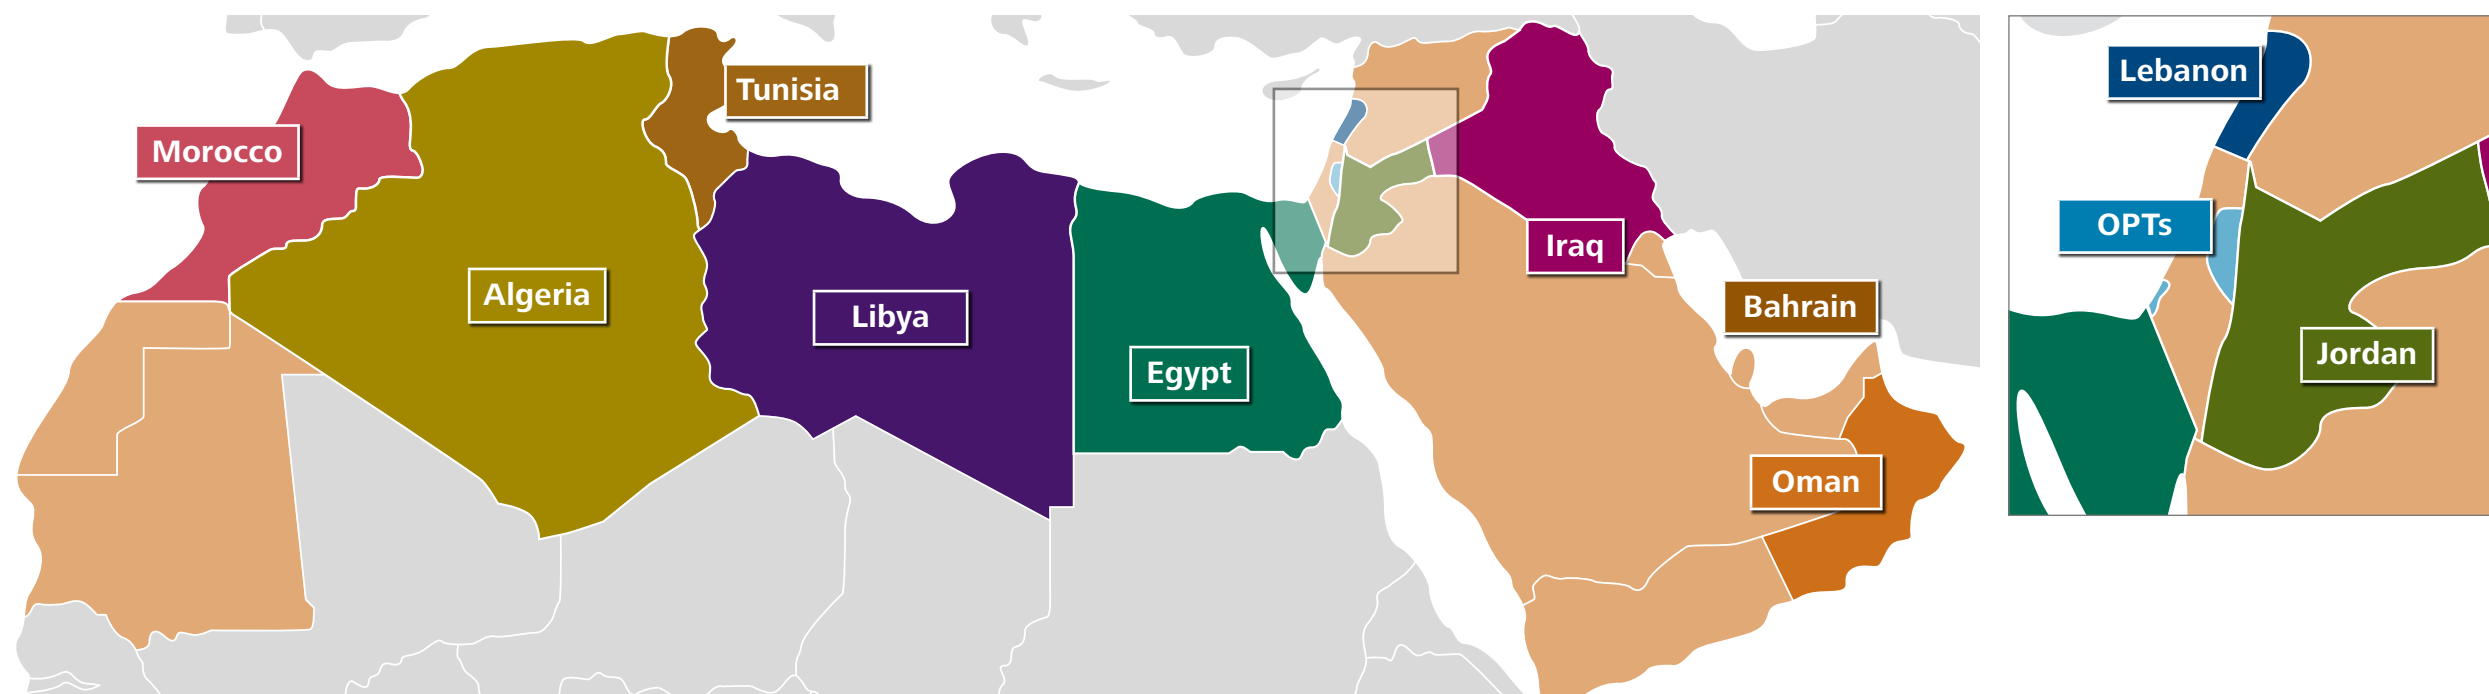 Morocco
Algeria
Tunisia
Libya
Egypt
Iraq
Bahrain
Oman
Lebanon
OPTs
Jordan